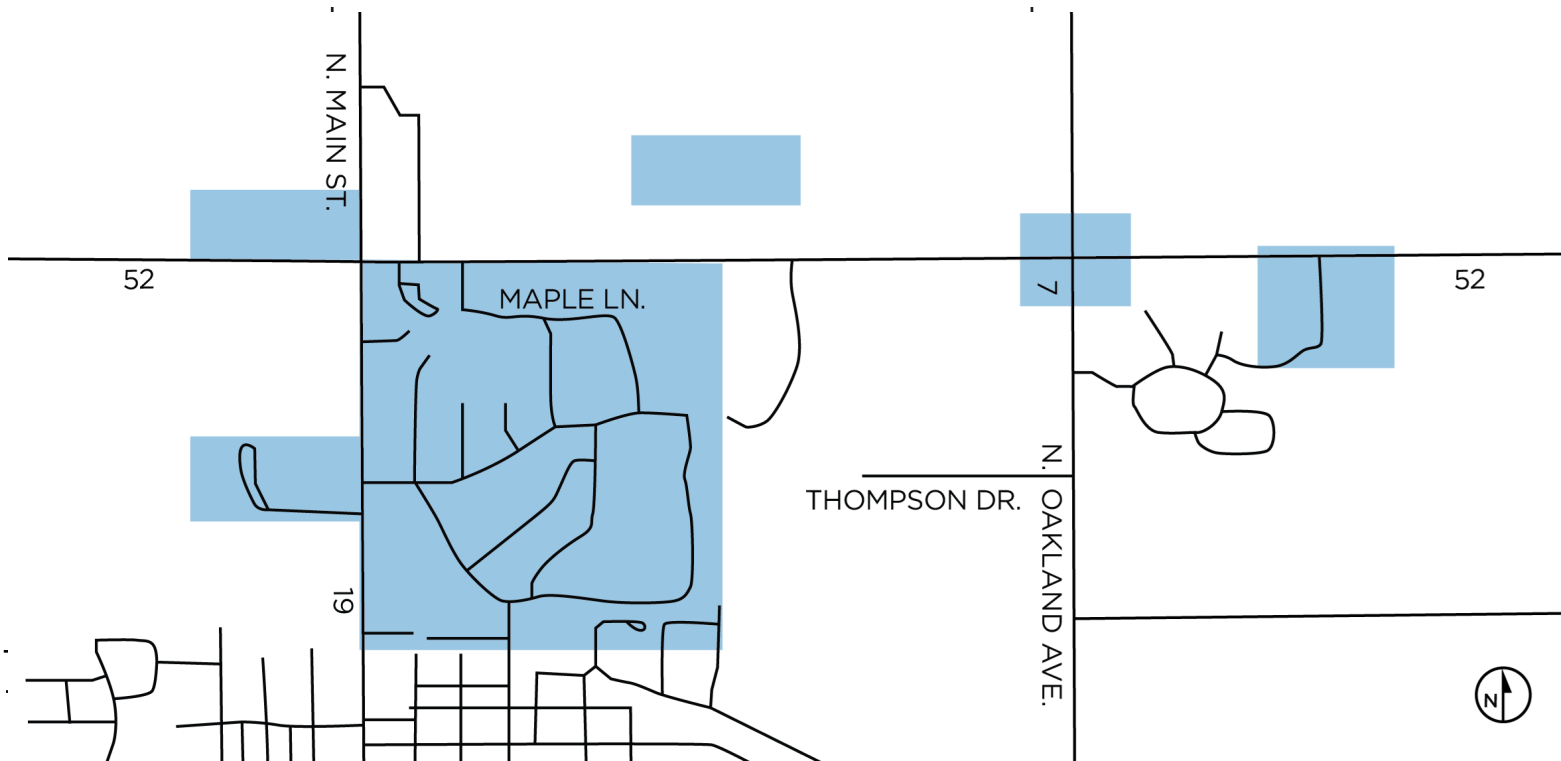 N. MAIN ST.
52
MAPLE LN.
7
52
THOMPSON DR.
N. OAKLAND AVE.
19
N